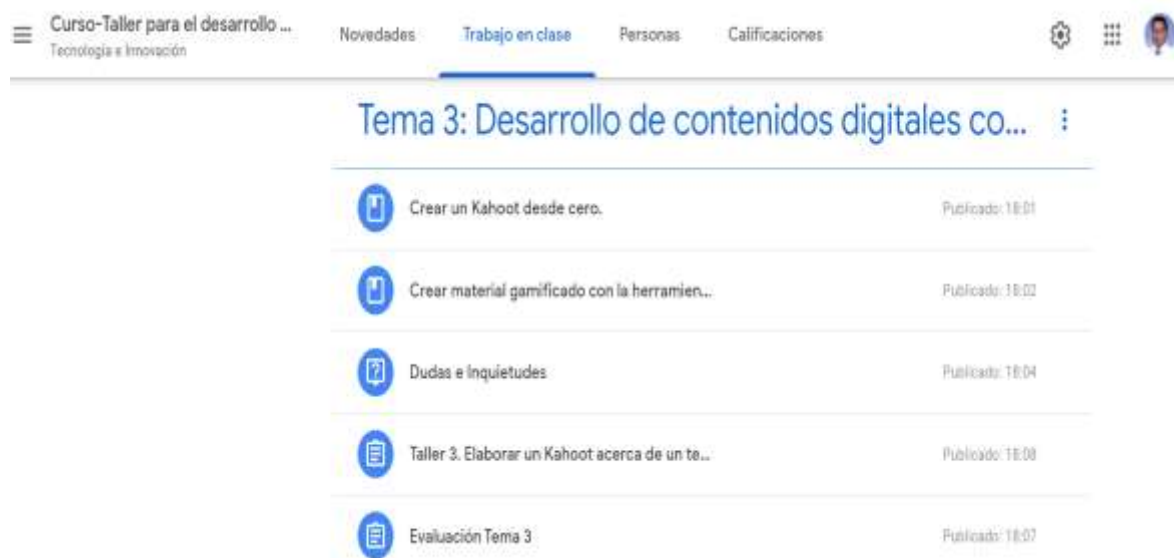 Curso-Taller para el desarrollo ...
Tecnología e Innovación
Novedades
Trabajo en clase
Personas
Calificaciones
Tema 3: Desarrollo de contenidos digitales co...
Crear un Kahoot desde cero.
Publicado: 18:01
Crear material gamificado con la herramien...
Publicado: 18:02
Dudas e Inquietudes
Publicado: 18:04
Taller 3. Elaborar un Kahoot acerca de un te...
Publicado: 18:08
Evaluación Tema 3
Publicado: 18:07